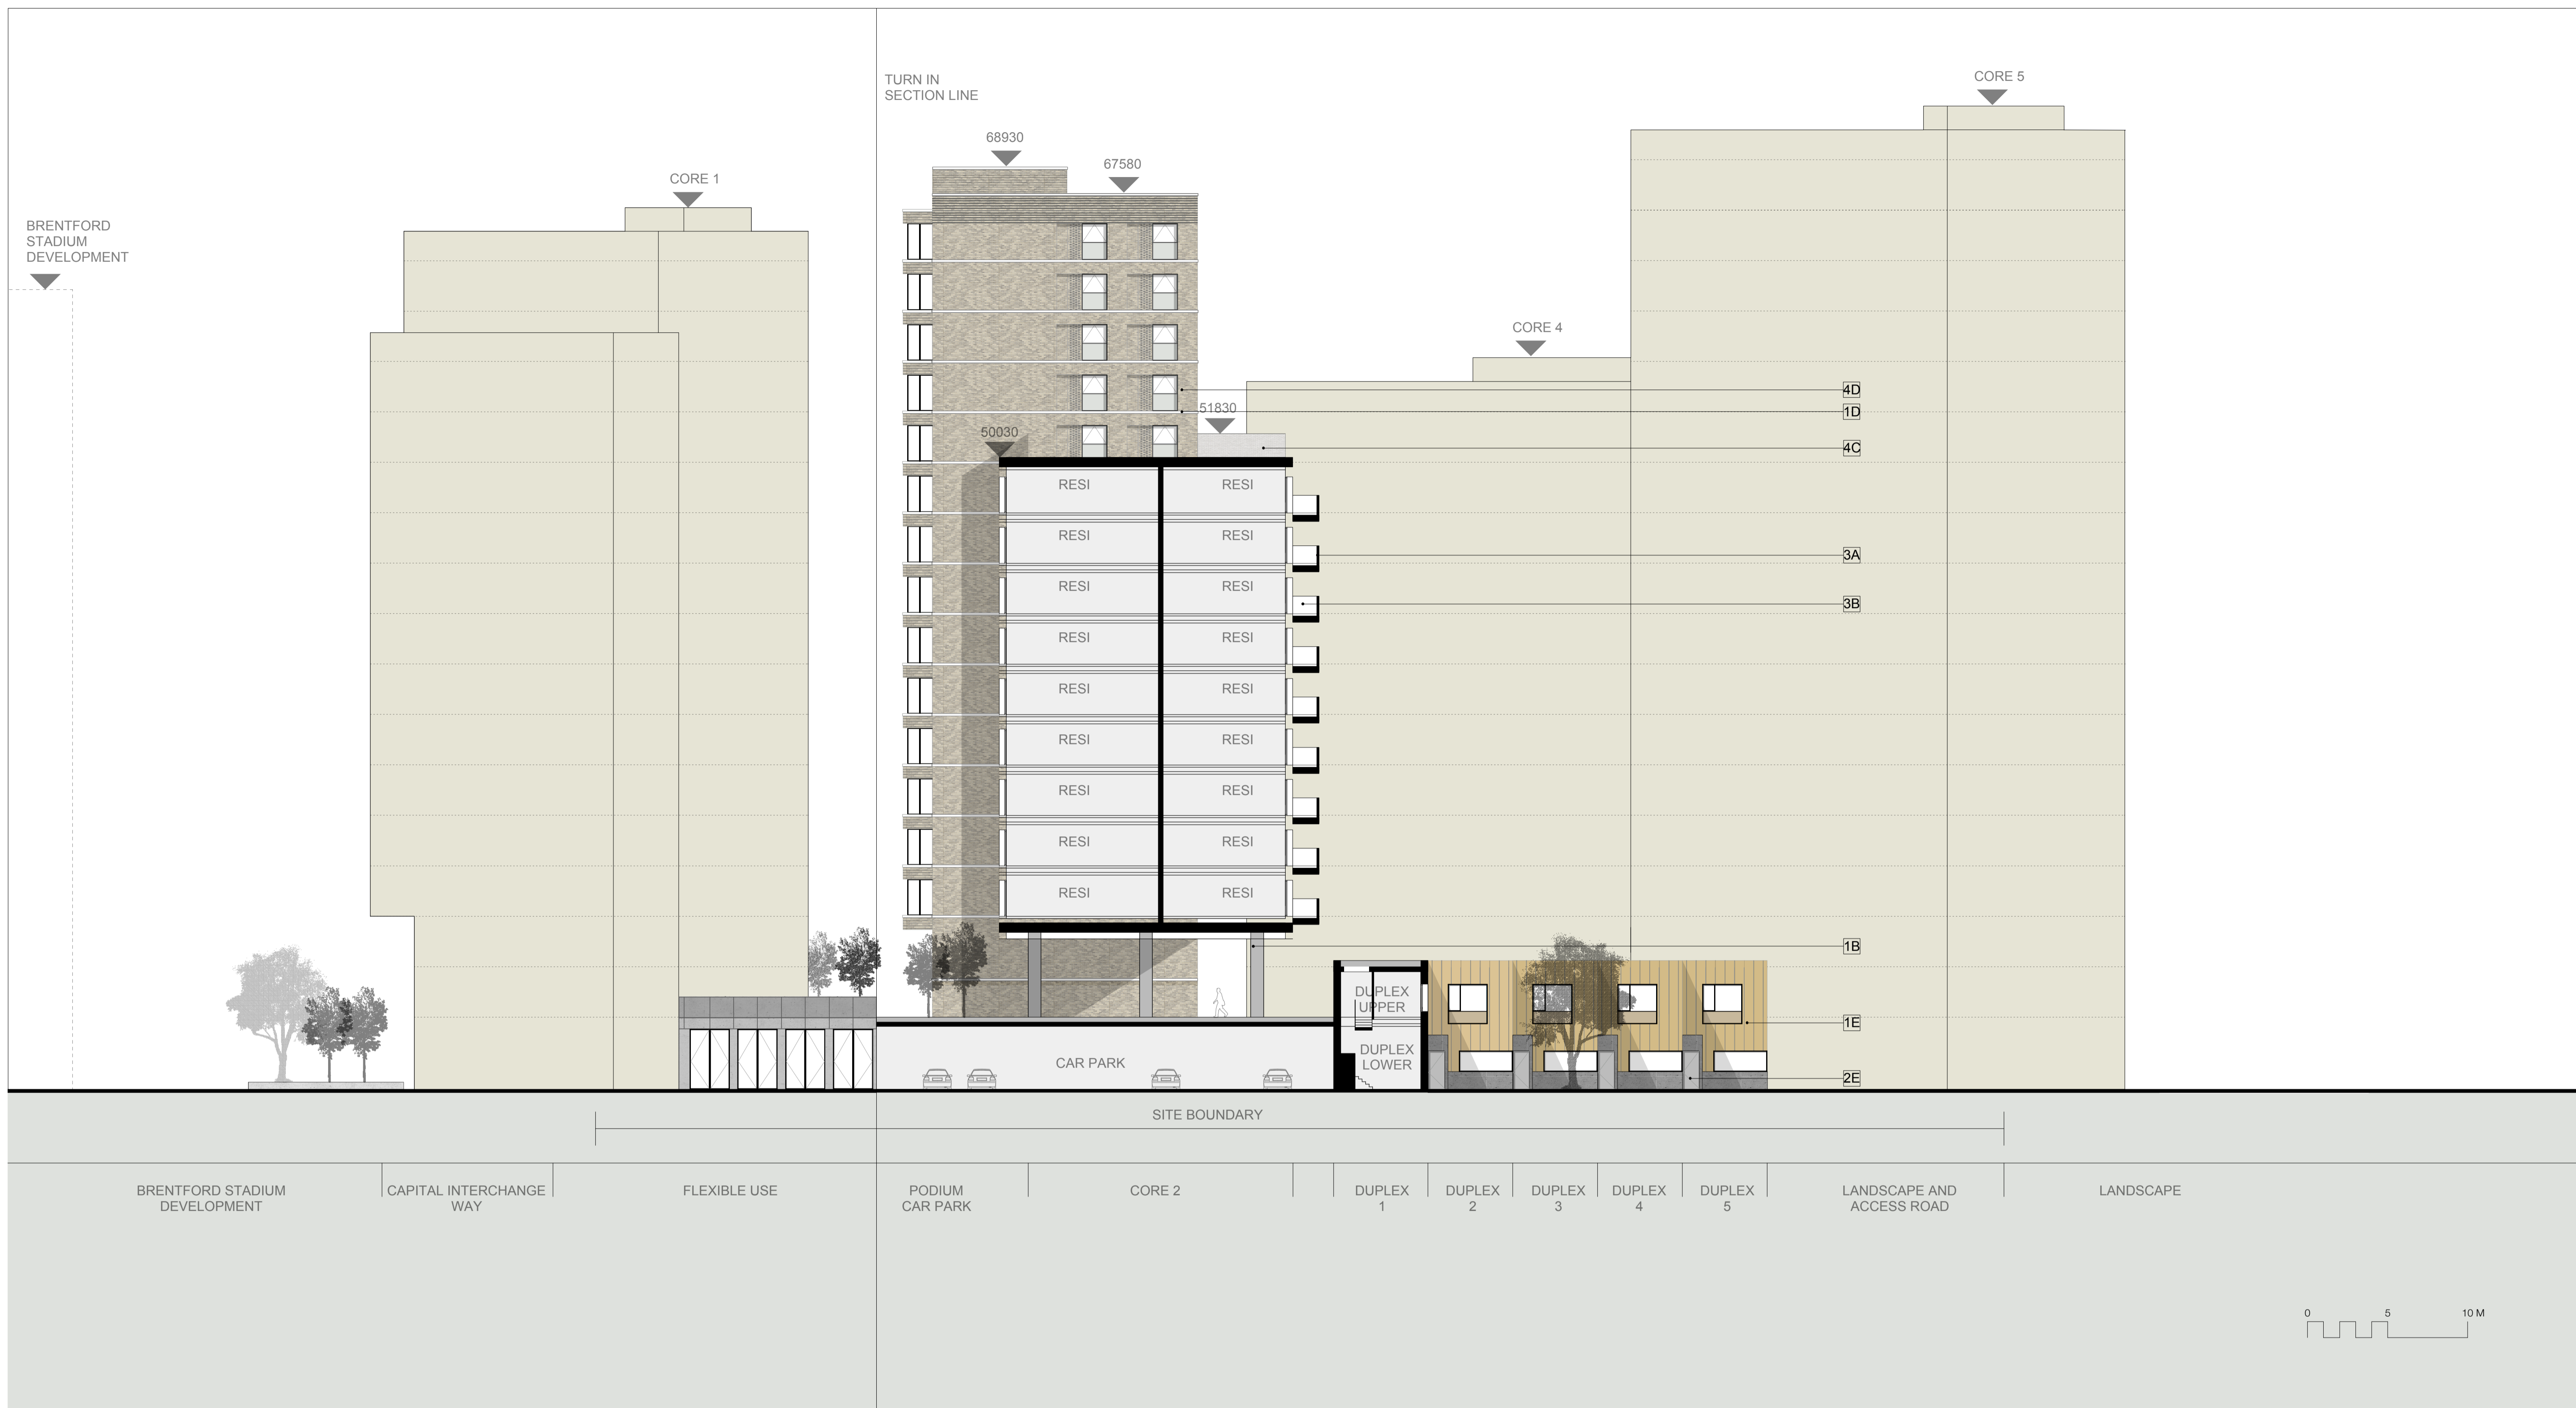 TURN IN
SECTION LINE
CORE 5
68930
67580
CORE 1
BRENTFORD
STADIUM
DEVELOPMENT
CORE 4
4D
51830
1D
50030
4C
RESI RESI
RESI RESI
3A
RESI RESI
3B
RESI RESI
RESI RESI
RESI RESI
RESI RESI
RESI RESI
RESI RESI
1B
DUPLEX
UPPER
1E
DUPLEX
LOWER
CAR PARK
2E
SITE BOUNDARY
BRENTFORD STADIUM
DEVELOPMENT
CAPITAL INTERCHANGE
WAY
FLEXIBLE USE
PODIUM
CAR PARK
CORE 2
DUPLEX
1
DUPLEX
2
DUPLEX
3
DUPLEX
4
DUPLEX
5
LANDSCAPE AND
ACCESS ROAD
LANDSCAPE
0 5 10 M